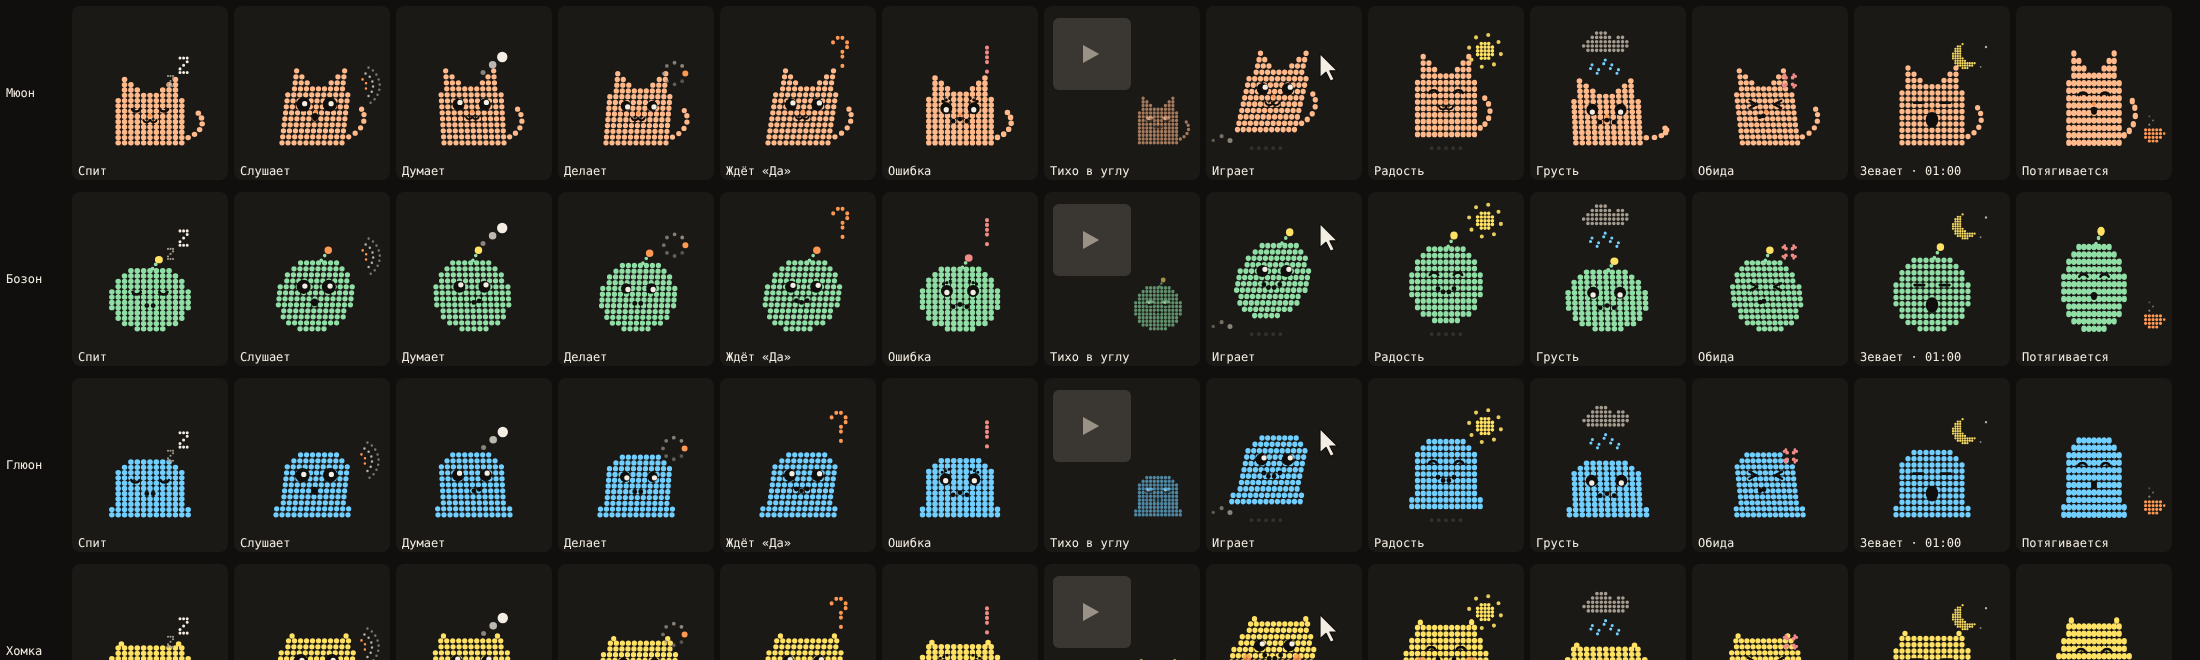 Мюон
Спит
Слушает
Думает
Делает
Ждёт «Да»
Ошибка
Тихо в углу
Играет
Радость
Грусть
Обида
Зевает · 01:00
Потягивается
Бозон
Спит
Слушает
Думает
Делает
Ждёт «Да»
Ошибка
Тихо в углу
Играет
Радость
Грусть
Обида
Зевает · 01:00
Потягивается
Глюон
Спит
Слушает
Думает
Делает
Ждёт «Да»
Ошибка
Тихо в углу
Играет
Радость
Грусть
Обида
Зевает · 01:00
Потягивается
Хомка